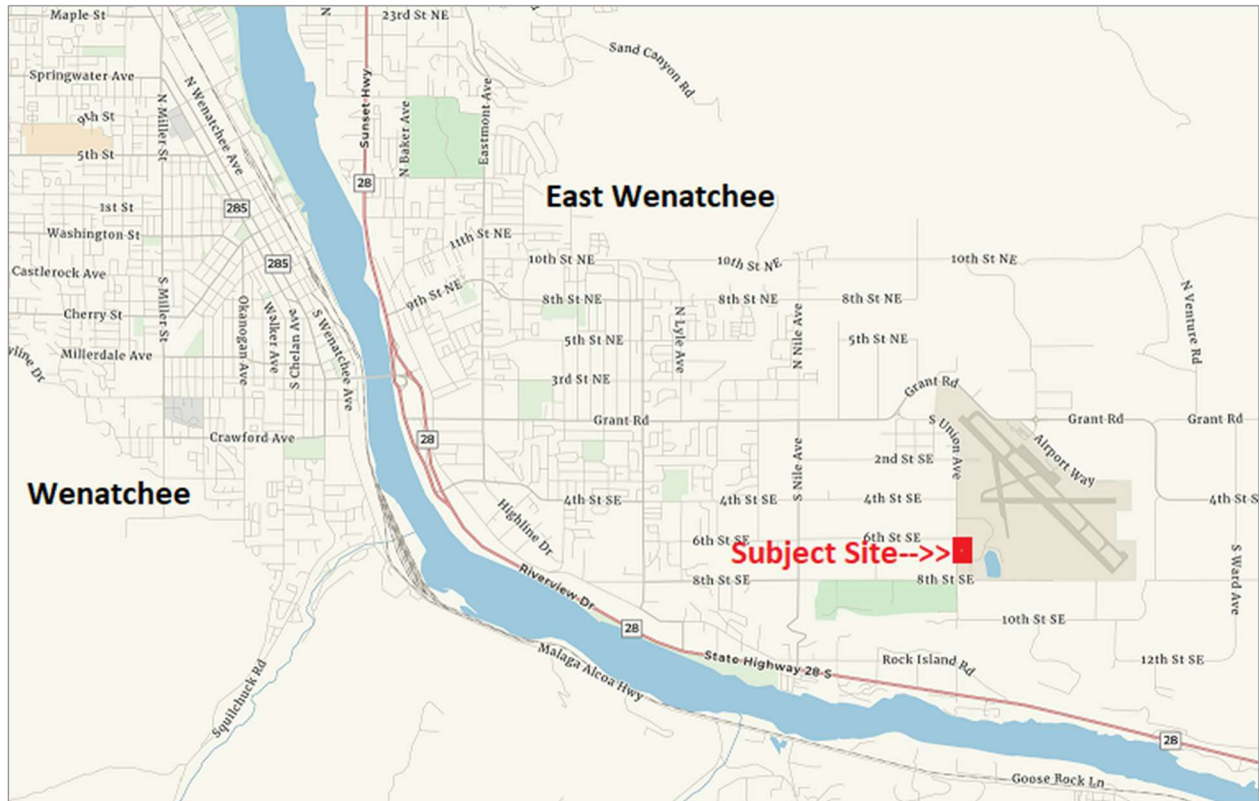 Maple St
23rd St NE
Sand Canyon Rd
Springwater Ave
N Wenatchee Ave
N Miller St
Sunset Hwy
N Baker Ave
Eastmont Ave
9th St
5th St
28
East Wenatchee
1st St
285
Washington St
11th St NE
285
10th St NE
10th St NE
10th St NE
Castlerock Ave
S Miller St
9th St NE
8th St NE
8th St NE
8th St NE
N Venture Rd
Cherry St
Okanogan Ave
Walker Ave
S Chelan Ave
S Wenatchee Ave
N Lyle Ave
N Nile Ave
5th St NE
5th St NE
Millerdale Ave
3rd St NE
Grant Rd
Grant Rd
Grant Rd
Grant Rd
Crawford Ave
28
S Union Ave
Airport Way
2nd St SE
S Nile Ave
Wenatchee
4th St SE
4th St SE
4th St SE
4th St S
Highline Dr
6th St SE
6th St SE
Subject Site-->>
8th St SE
8th St SE
S Ward Ave
Riverview Dr
10th St SE
28
State Highway 28 S
Rock Island Rd
12th St SE
Malaga Alcoa Hwy
Squilchuck Rd
28
Goose Rock Ln